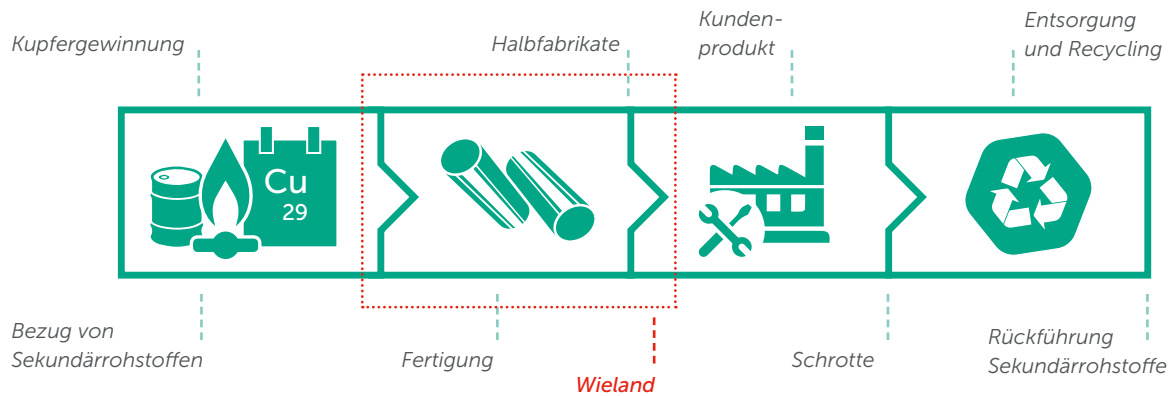 Kupfergewinnung
Halbfabrikate
Kunden-
produkt
Entsorgung
und Recycling
Cu
29
Bezug von
Sekundärrohstoffen
Fertigung
Wieland
Schrotte
Rückführung
Sekundärrohstoffe